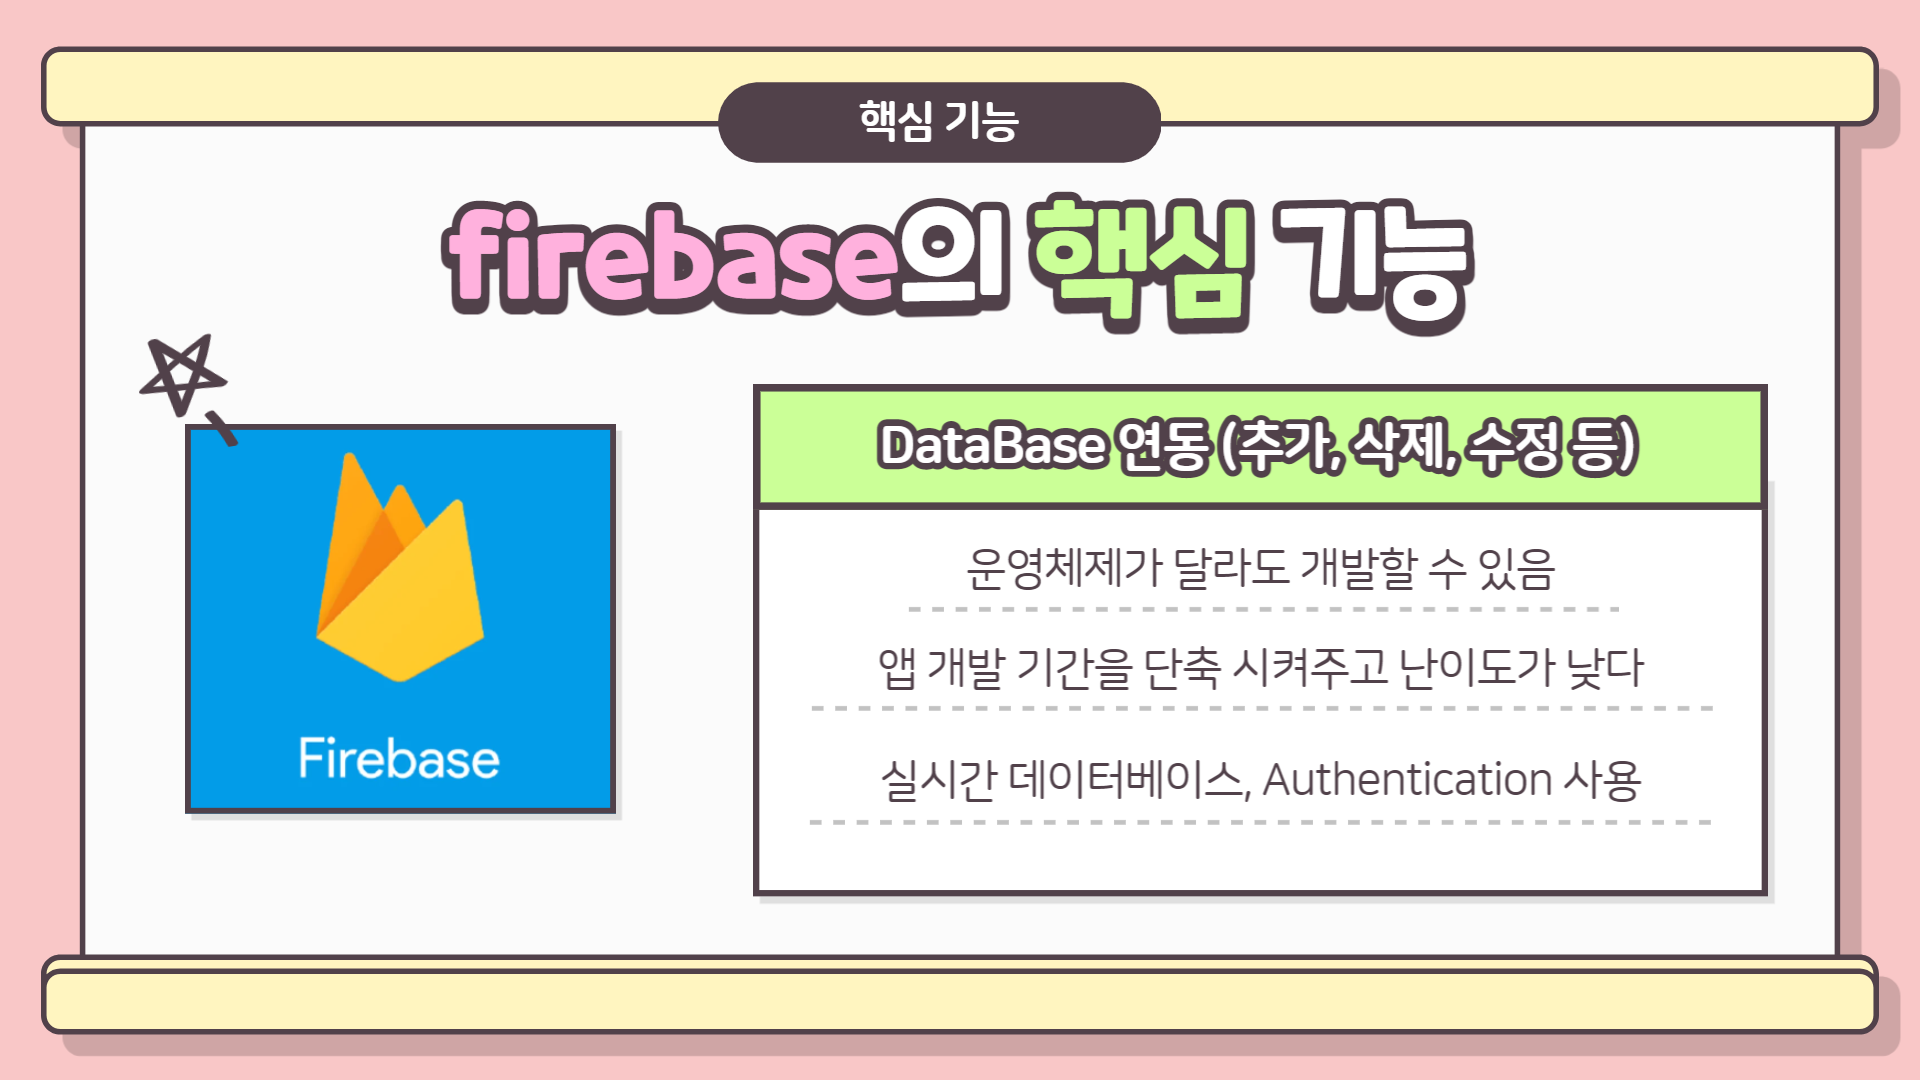 핵심 기능
firebase의 핵심 기능
Firebase
DataBase 연동 (추가, 삭제, 수정 등)
운영체제가 달라도 개발할 수 있음
앱 개발 기간을 단축 시켜주고 난이도가 낮다
실시간 데이터베이스, Authentication 사용